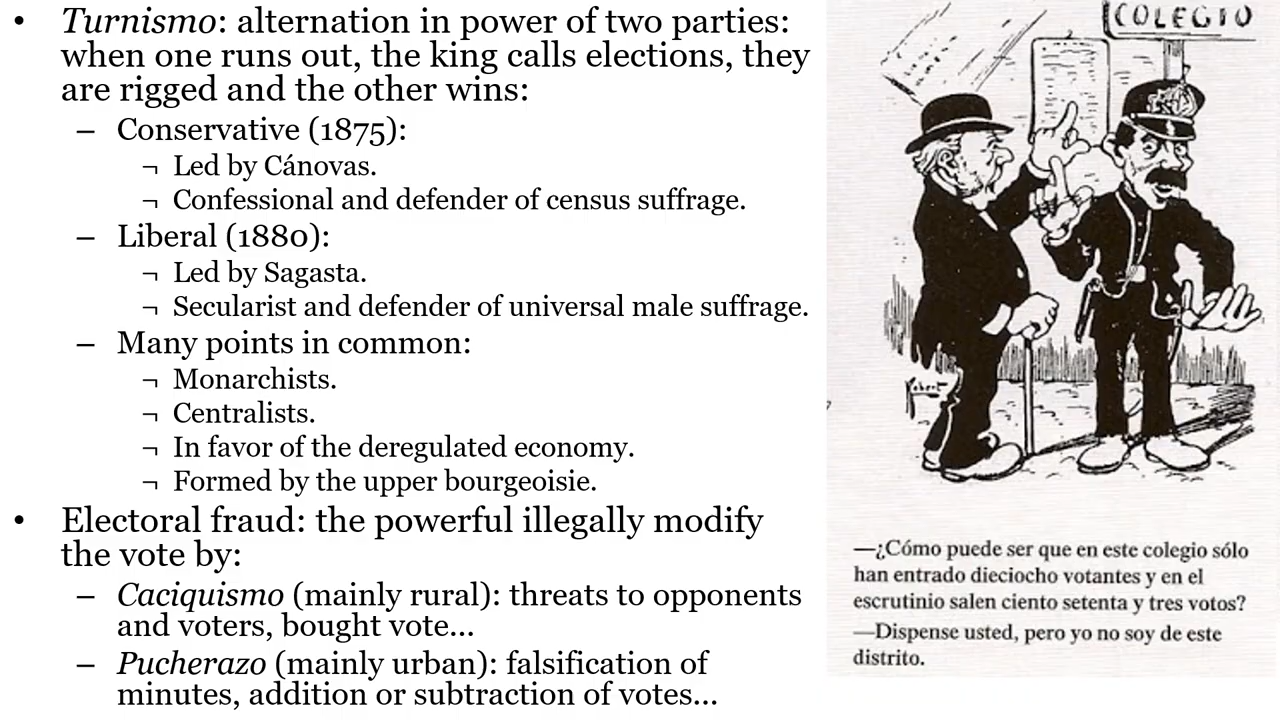 • Turnismo: alternation in power of two parties:
when one runs out, the king calls elections, they
are rigged and the other wins:
– Conservative (1875):
¬ Led by Cánovas.
¬ Confessional and defender of census suffrage.
– Liberal (1880):
¬ Led by Sagasta.
¬ Secularist and defender of universal male suffrage.
– Many points in common:
¬ Monarchists.
¬ Centralists.
¬ In favor of the deregulated economy.
¬ Formed by the upper bourgeoisie.
• Electoral fraud: the powerful illegally modify
the vote by:
– Caciquismo (mainly rural): threats to opponents
and voters, bought vote...
– Pucherazo (mainly urban): falsification of
minutes, addition or subtraction of votes...
COLEGIO
—¿Cómo puede ser que en este colegio sólo
han entrado dieciocho votantes y en el
escrutinio salen ciento setenta y tres votos?
—Dispense usted, pero yo no soy de este
distrito.